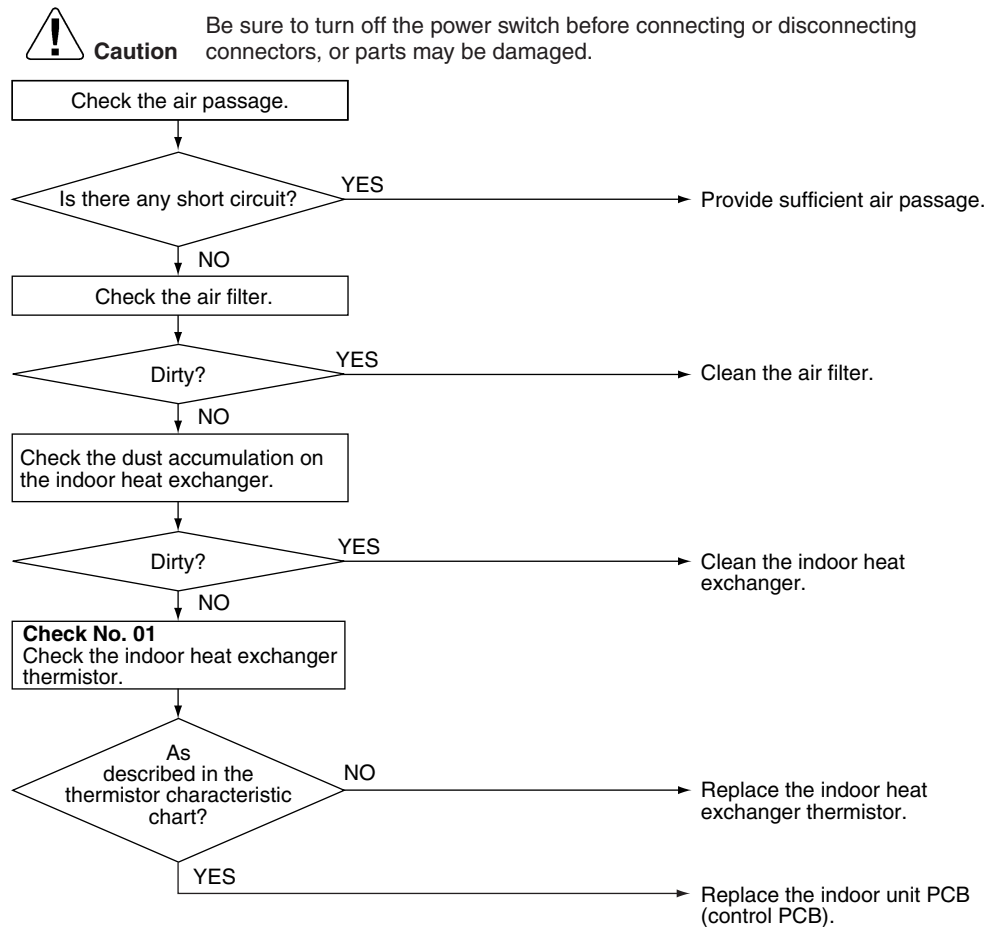 Be sure to turn off the power switch before connecting or disconnecting
Caution connectors, or parts may be damaged.
Check the air passage.
Is there any short circuit?
YES
Provide sufficient air passage.
NO
Check the air filter.
Dirty?
YES
Clean the air filter.
NO
Check the dust accumulation on
the indoor heat exchanger.
Dirty?
YES
Clean the indoor heat
exchanger.
NO
Check No. 01
Check the indoor heat exchanger
thermistor.
As
described in the
thermistor characteristic
chart?
NO
Replace the indoor heat
exchanger thermistor.
YES
Replace the indoor unit PCB
(control PCB).